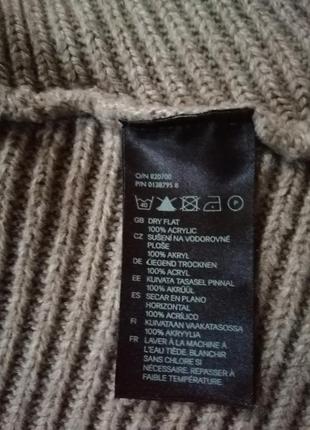 O/N 820700
P/N 0138795 8
40
P
GB DRY FLAT
100% ACRYLIC
CZ SUŠENÍ NA VODOROVNÉ
PLOŠE
100% AKRYL
DE LIEGEND TROCKNEN
100% ACRYL
EE KUIVATA TASASEL PINNAL
100% AKRÜÜL
ES SECAR EN PLANO
HORIZONTAL
100% ACRÍLICO
FI KUIVATAAN VAAKATASOSSA
100% AKRYYLIA
FR LAVER À LA MACHINE À
L'EAU TIÈDE. BLANCHIR
SANS CHLORE SI
NÉCESSAIRE. REPASSER À
FAIBLE TEMPÉRATURE